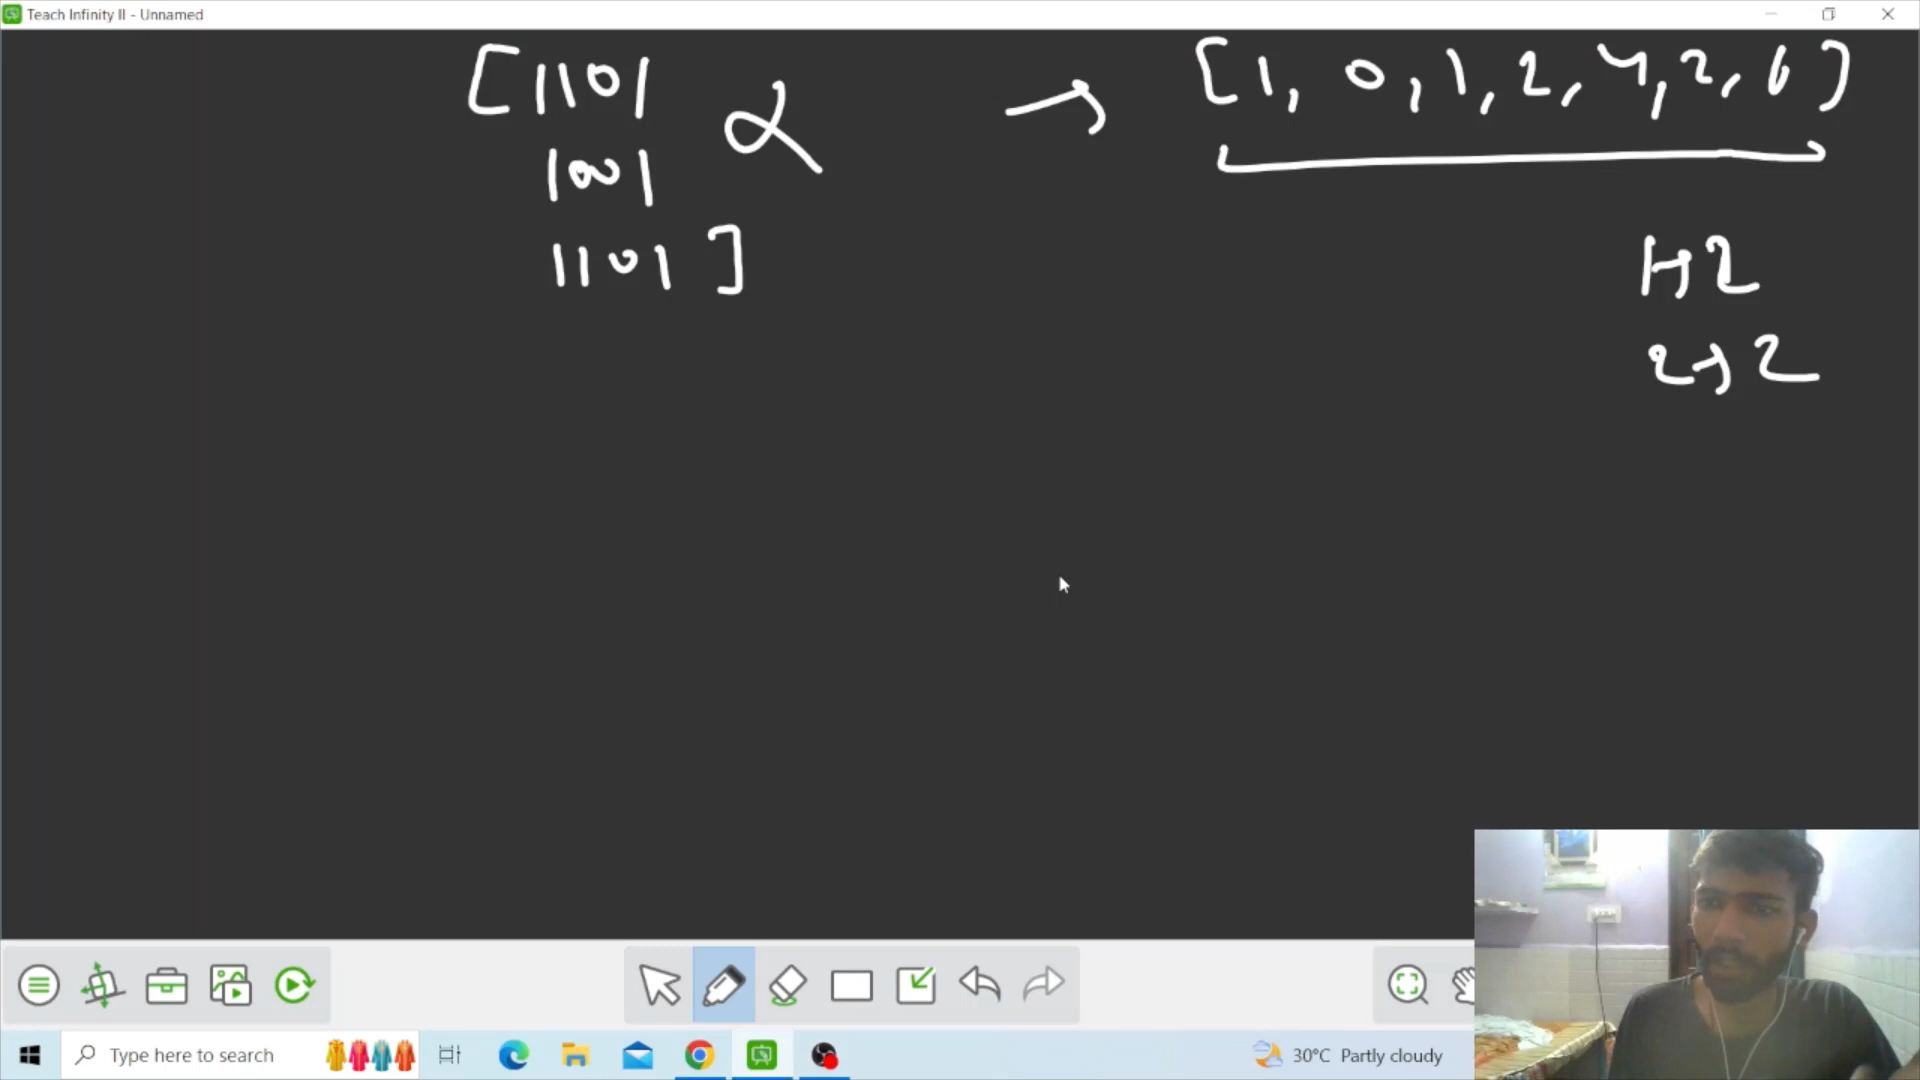 Teach Infinity II - Unnamed
[1101
1001
1101]
α → [1, 0, 1, 2, 4, 2, 6]
1→2
2→2
Type here to search
30°C Partly cloudy